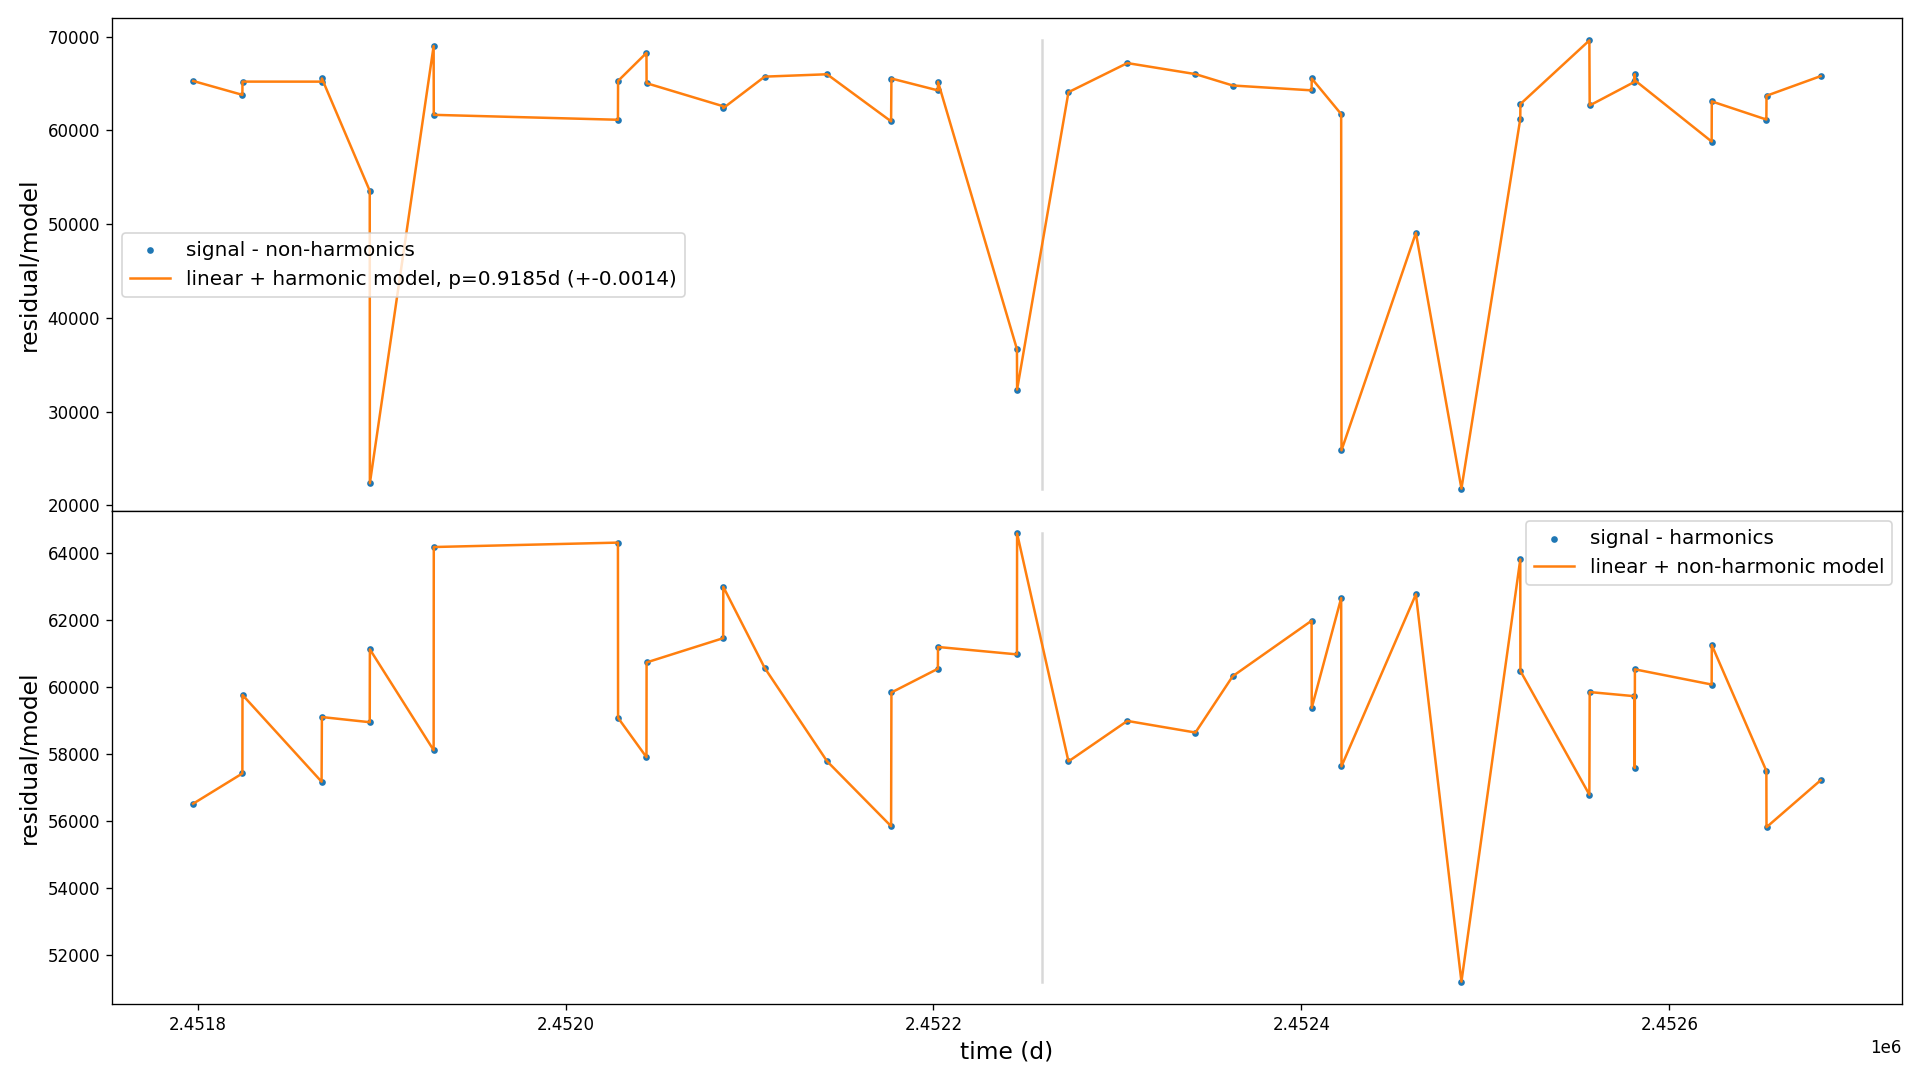 70000
60000
50000
40000
30000
20000
residual/model
signal - non-harmonics
linear + harmonic model, p=0.9185d (+-0.0014)
64000
62000
60000
58000
56000
54000
52000
residual/model
signal - harmonics
linear + non-harmonic model
2.4518
2.4520
2.4522
2.4524
2.4526
1e6
time (d)